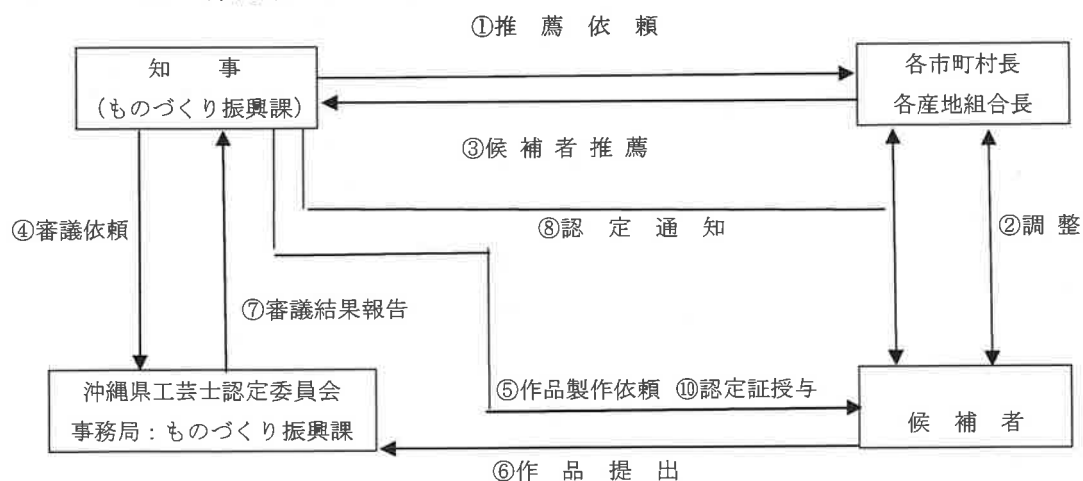 ①推 薦 依 頼
知 事
(ものづくり振興課)
各市町村長
各産地組合長
③候 補 者 推 薦
④審議依頼
⑧認 定 通 知
②調 整
⑦審議結果報告
沖縄県工芸士認定委員会
事務局：ものづくり振興課
⑤作品製作依頼 ⑩認定証授与
候 補 者
⑥作 品 提 出